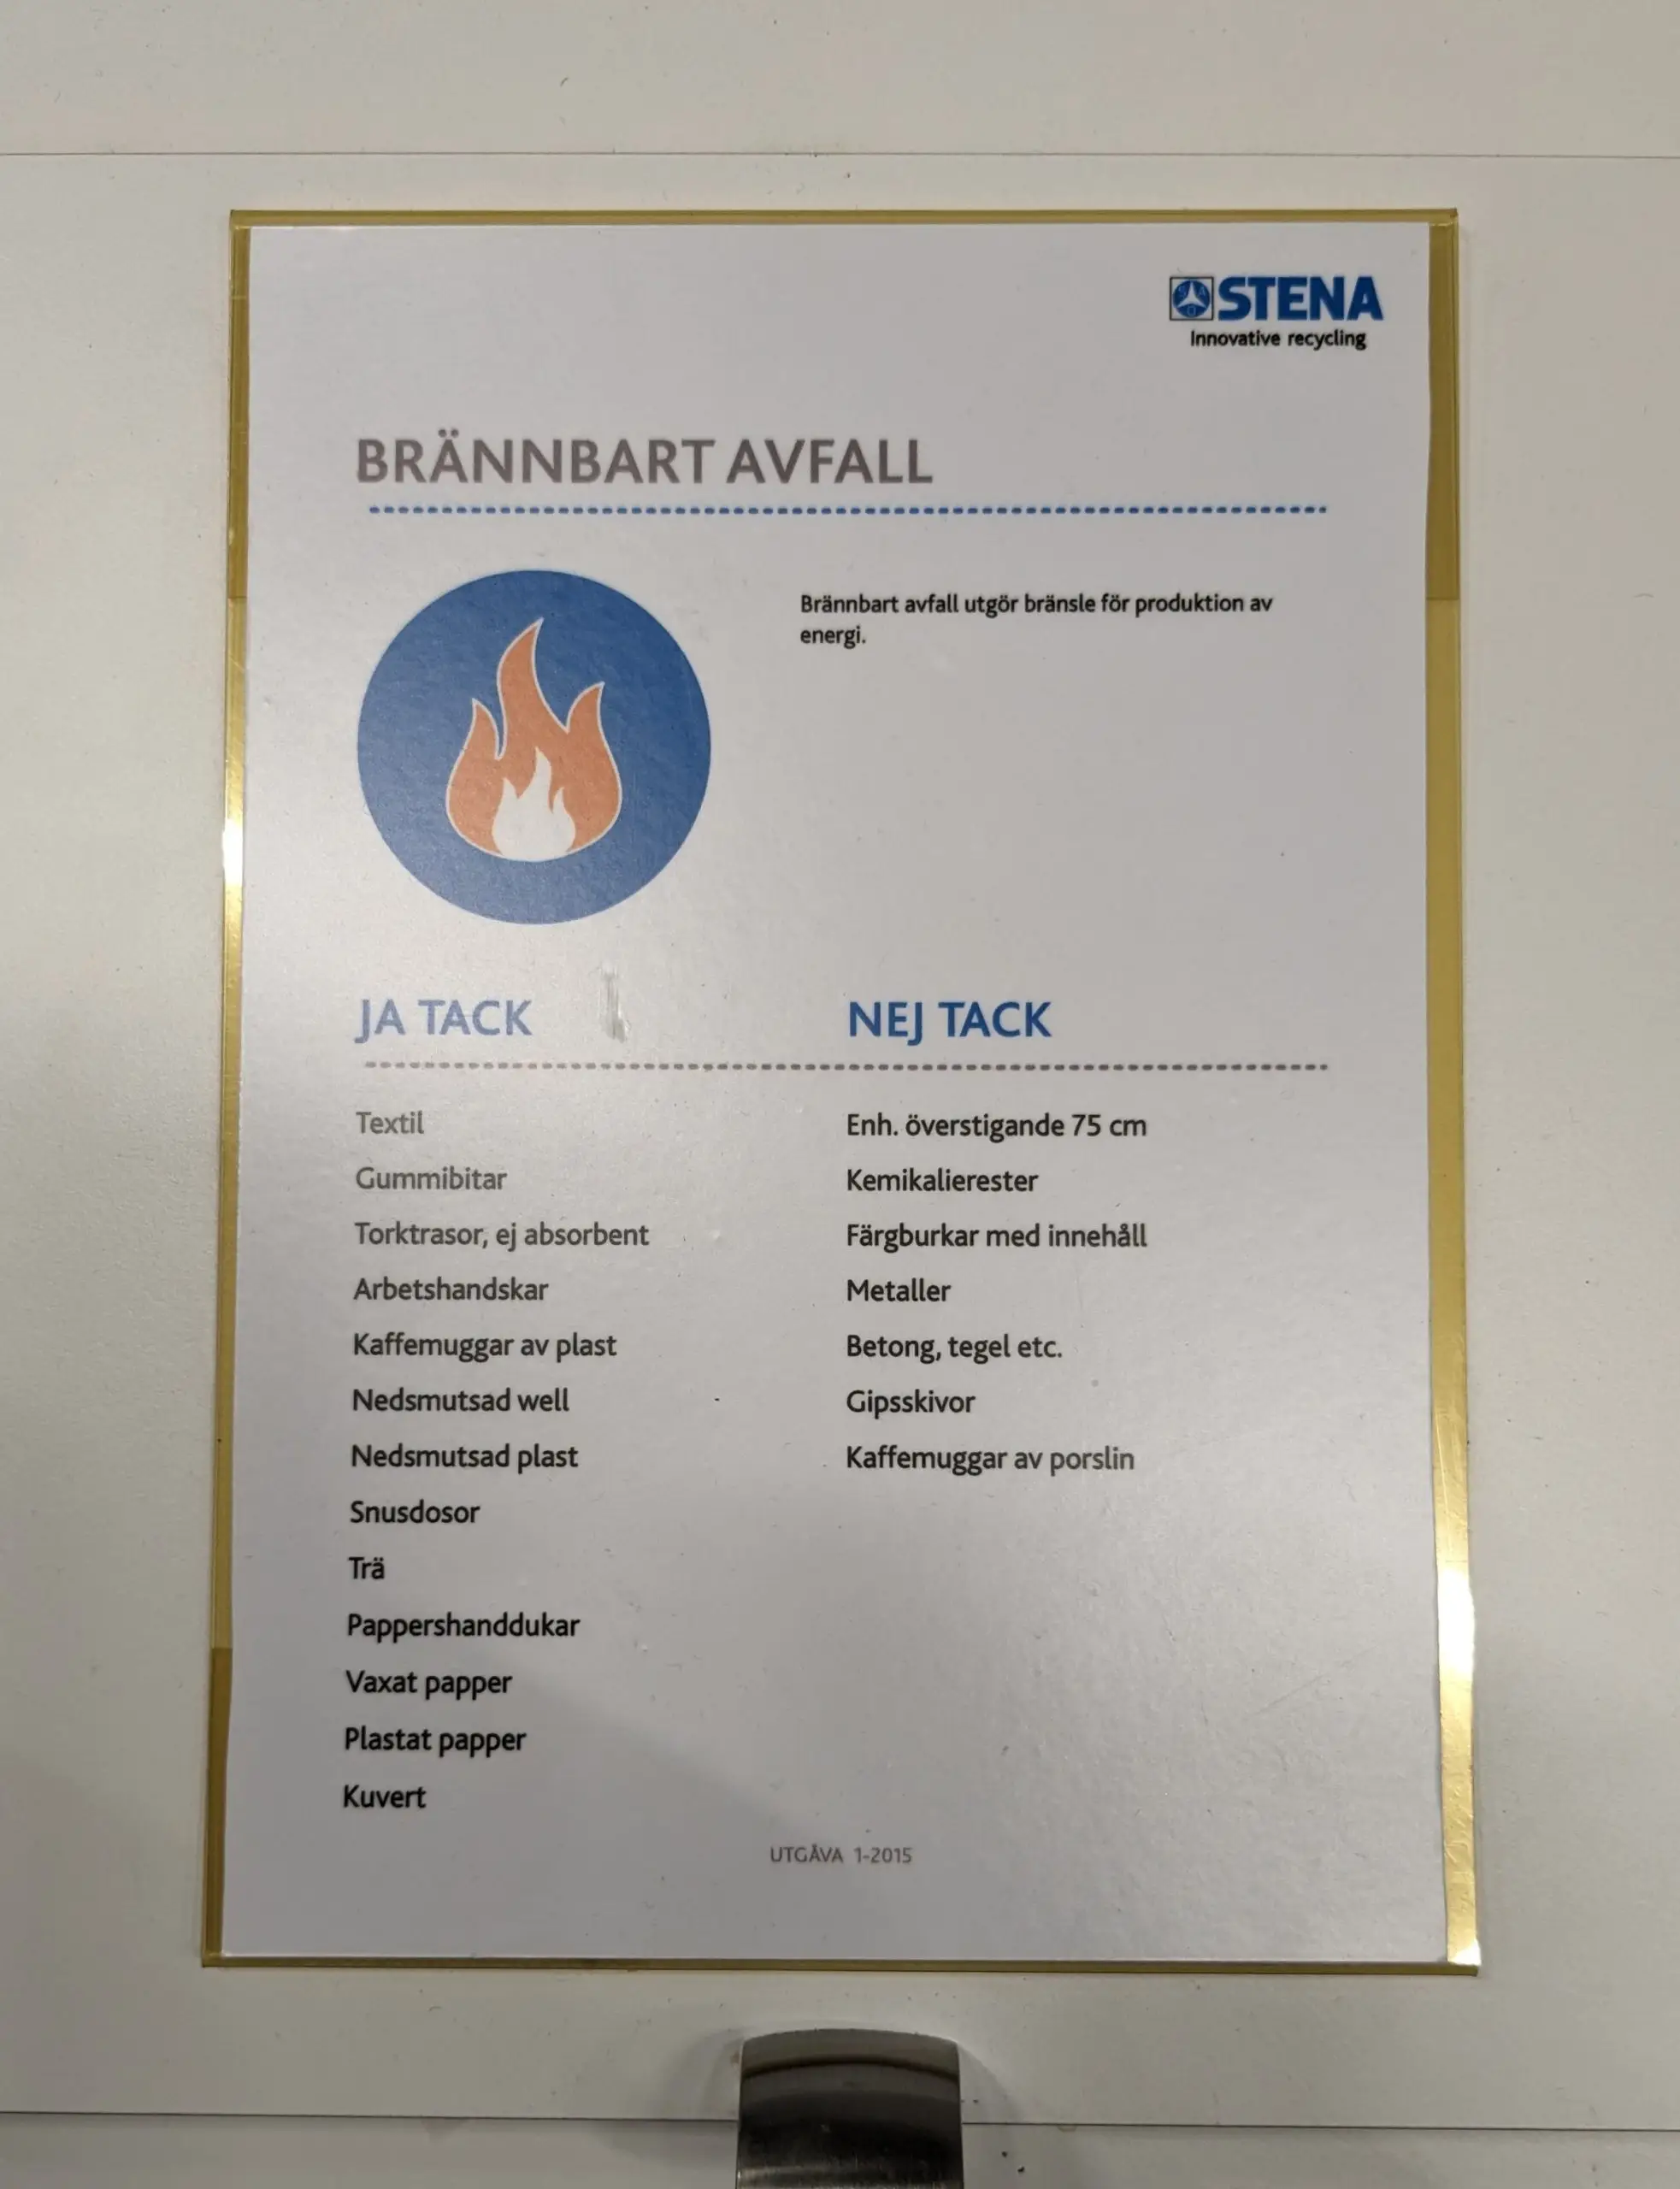 STENA
Innovative recycling
BRÄNNBART AVFALL
Brännbart avfall utgör bränsle för produktion av
energi.
JA TACK
Textil
Gummibitar
Torktrasor, ej absorbent
Arbetshandskar
Kaffemuggar av plast
Nedsmutsad well
Nedsmutsad plast
Snusdosor
Trä
Pappershanddukar
Vaxat papper
Plastat papper
Kuvert
NEJ TACK
Enh. överstigande 75 cm
Kemikalierester
Färgburkar med innehåll
Metaller
Betong, tegel etc.
Gipsskivor
Kaffemuggar av porslin
UTGÅVA 1-2015